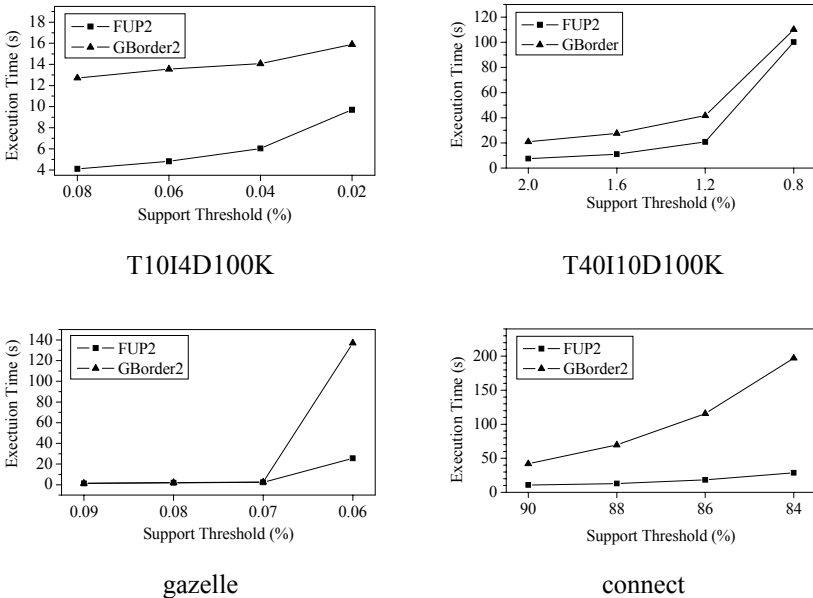 Execution Time (s)
18
16
14
12
10
8
6
4
FUP2
GBorder2
0.08 0.06 0.04 0.02
Support Threshold (%)
T10I4D100K
Execution Time (s)
120
100
80
60
40
20
0
FUP2
GBorder
2.0 1.6 1.2 0.8
Support Threshold (%)
T40I10D100K
Exectuion Time (s)
140
120
100
80
60
40
20
0
FUP2
GBorder2
0.09 0.08 0.07 0.06
Support Threshold (%)
gazelle
Execution Time (s)
200
150
100
50
0
FUP2
GBorder2
90 88 86 84
Support Threshold (%)
connect